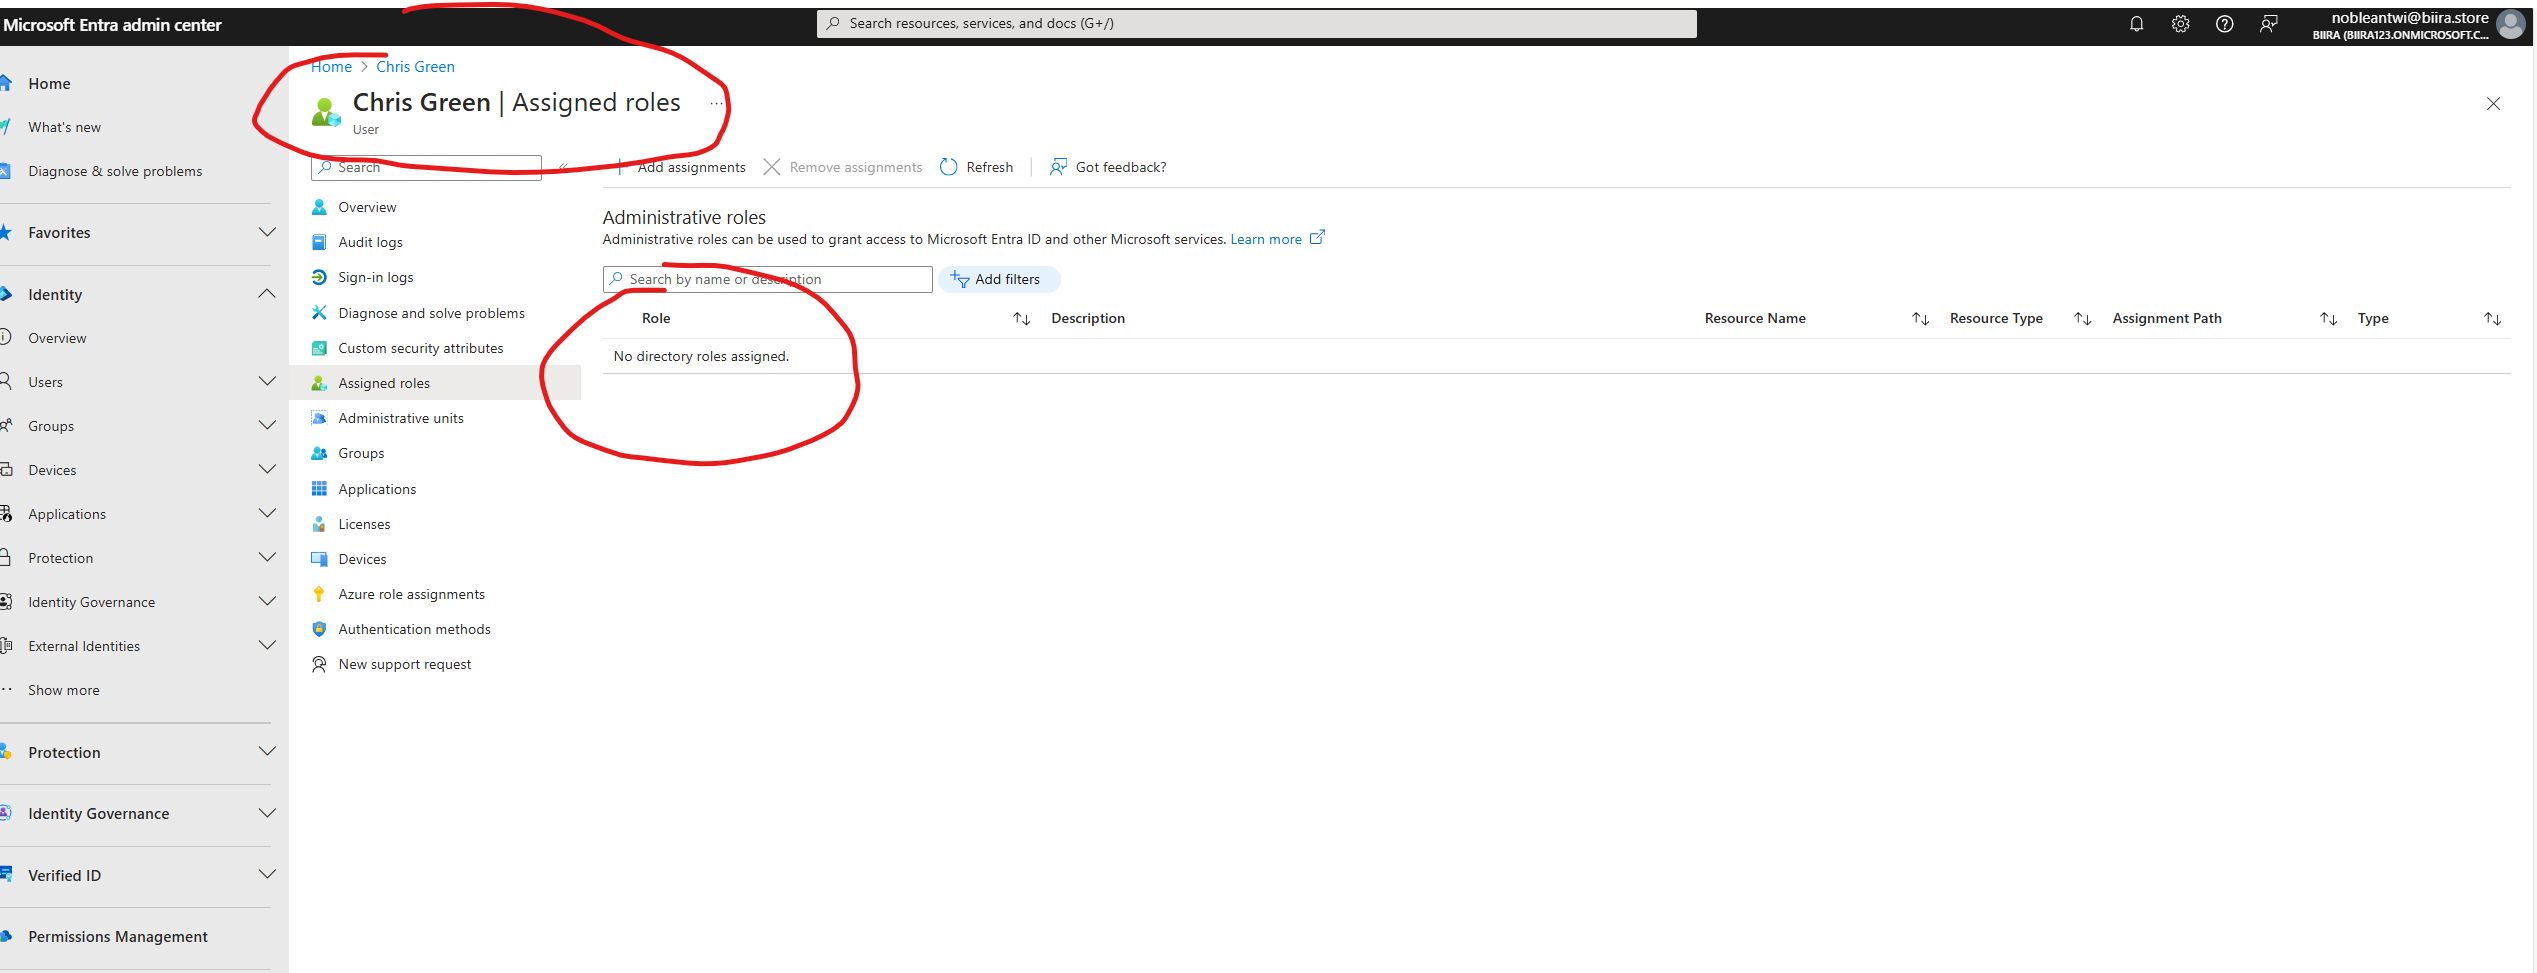 Microsoft Entra admin center
Search resources, services, and docs (G+/)
nobleantwi@biira.store
BIIRA (BIIRA123.ONMICROSOFT.C...
Home
What's new
Diagnose & solve problems
Favorites
Identity
Overview
Users
Groups
Devices
Applications
Protection
Identity Governance
External Identities
Show more
Protection
Identity Governance
Verified ID
Permissions Management
Home > Chris Green
Chris Green | Assigned roles ...
User
Search
Overview
Audit logs
Sign-in logs
Diagnose and solve problems
Custom security attributes
Assigned roles
Administrative units
Groups
Applications
Licenses
Devices
Azure role assignments
Authentication methods
New support request
Add assignments Remove assignments Refresh Got feedback?
Administrative roles
Administrative roles can be used to grant access to Microsoft Entra ID and other Microsoft services. Learn more
Search by name or description Add filters
Role Description Resource Name Resource Type Assignment Path Type
No directory roles assigned.